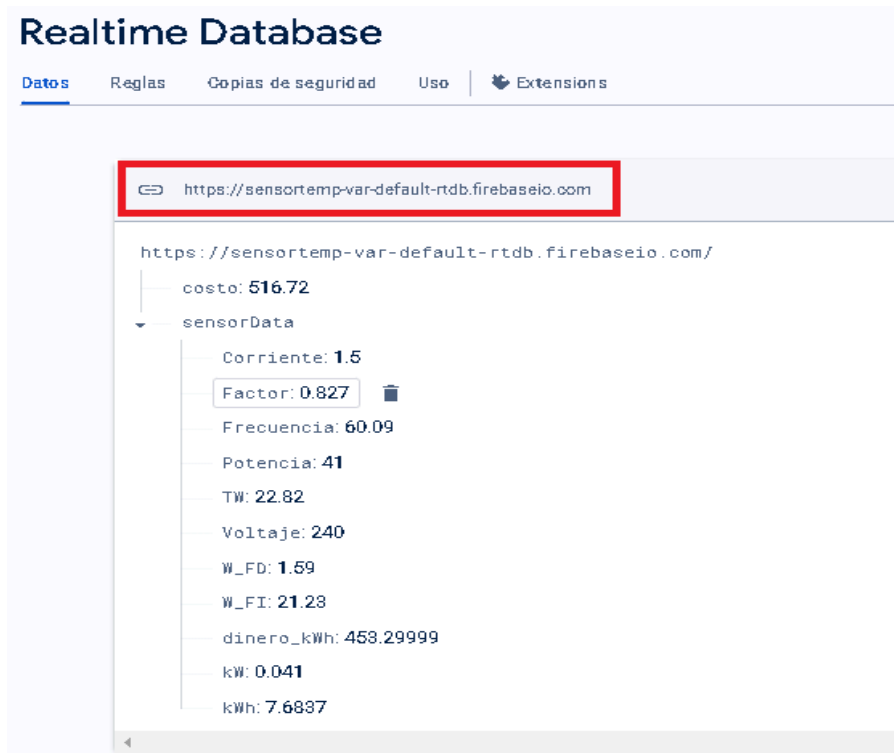 Realtime Database
Datos Reglas Copias de seguridad Uso Extensions
https://sensortemp-var-default-rtdb.firebaseio.com
https://sensortemp-var-default-rtdb.firebaseio.com/
costo: 516.72
sensorData
Corriente: 1.5
Factor: 0.827
Frecuencia: 60.09
Potencia: 41
TW: 22.82
Voltaje: 240
W_FD: 1.59
W_FI: 21.23
dinero_kWh: 453.29999
kW: 0.041
kWh: 7.6837